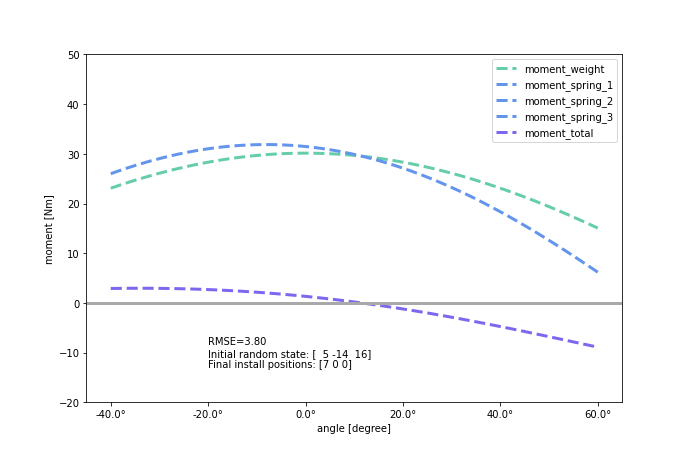 50
40
30
20
10
0
−10
−20
moment [Nm]
-40.0°
-20.0°
0.0°
20.0°
40.0°
60.0°
angle [degree]
moment_weight
moment_spring_1
moment_spring_2
moment_spring_3
moment_total
RMSE=3.80
Initial random state: [  5 -14  16]
Final install positions: [7 0 0]